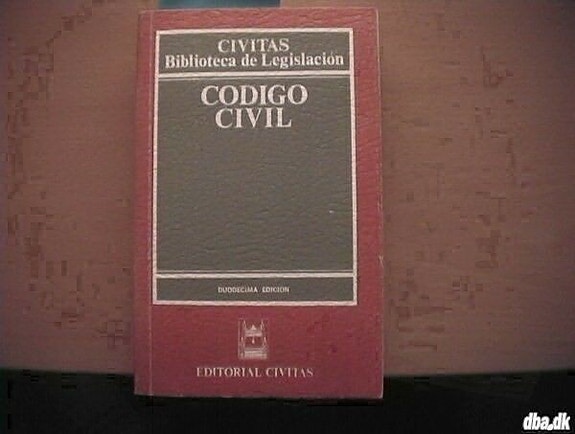 CIVITAS
Biblioteca de Legislación
CODIGO
CIVIL
DUODECIMA EDICION
EDITORIAL CIVITAS
dba.dk